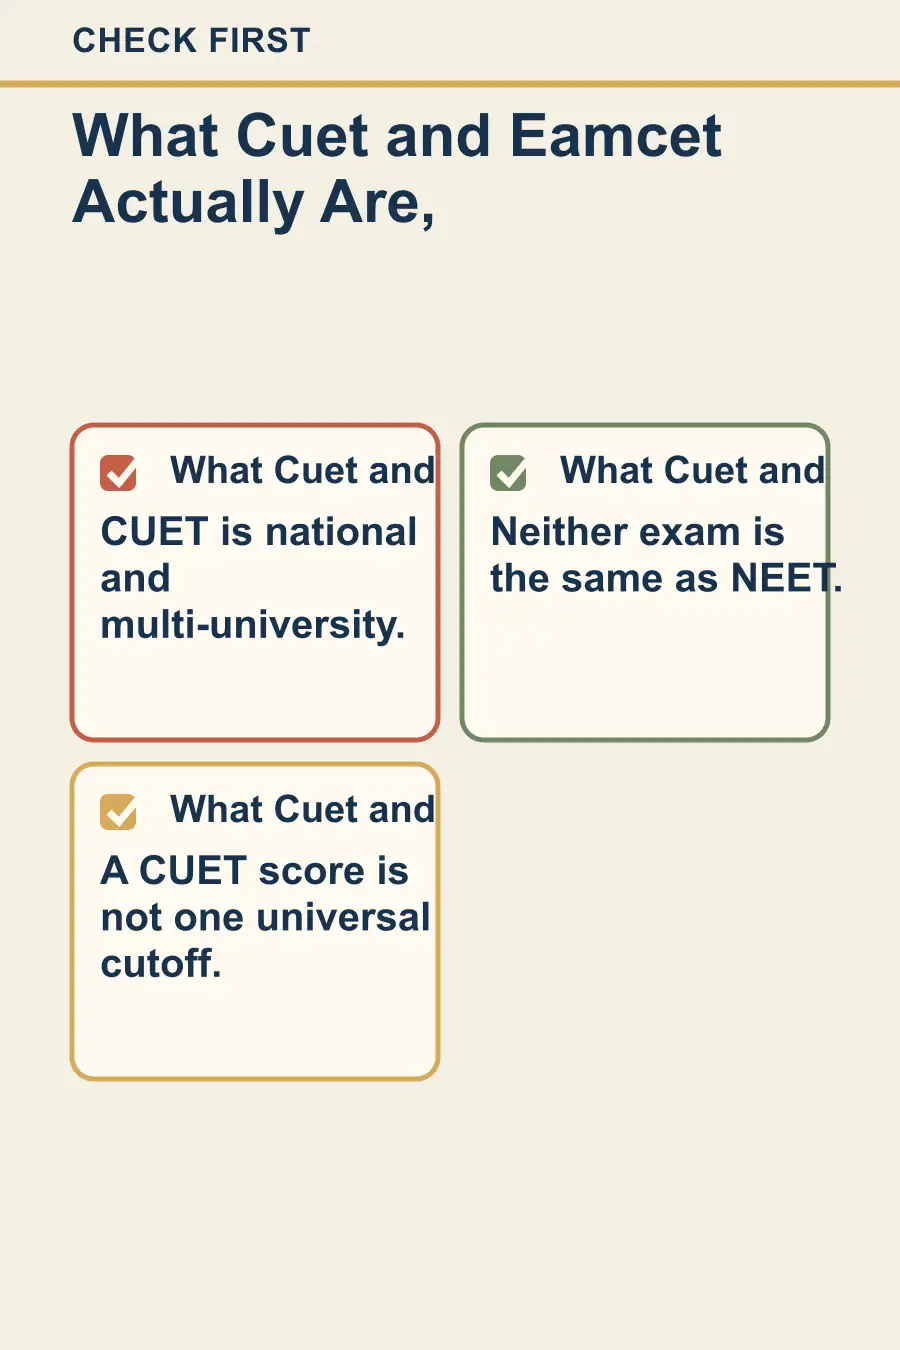 CHECK FIRST
What Cuet and Eamcet
Actually Are,
What Cuet and
CUET is national
and
multi-university.
What Cuet and
Neither exam is
the same as NEET.
What Cuet and
A CUET score is
not one universal
cutoff.